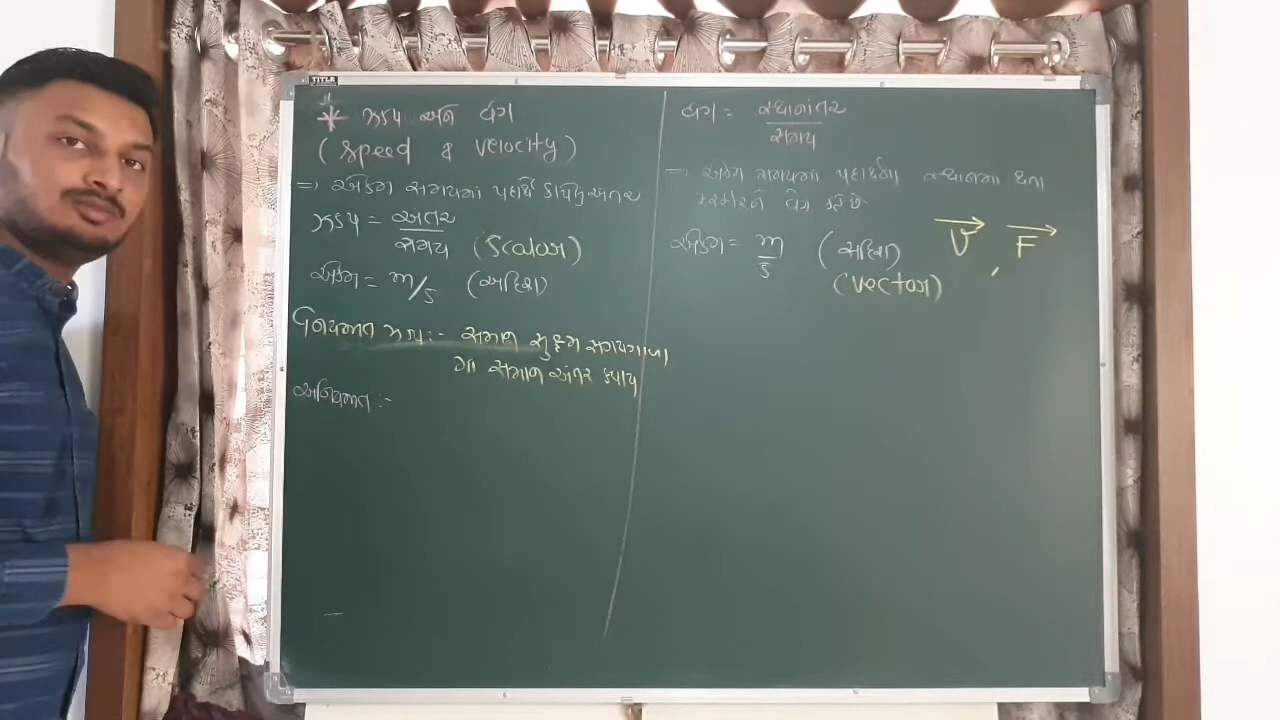 TITLE
* ઝડપ અને વેગ
(speed & velocity)
⇒ એકમ સમયમાં પદાર્થે કાપેલુ અંતર
ઝડપ = અંતર / સમય (Scalar)
એકમ = m/s (અદિશ)
નિયમિત ઝડપ :- સમાન સુક્ષ્મ સમયગાળા
મા સમાન અંતર કપાય
અનિયમિત :-
વેગ = સ્થાનાંતર / સમય
⇒ એકમ સમયમાં પદાર્થના સ્થાનમા થતા
ફેરફારને વેગ કહે છે
એકમ = m/s (સદિશ) v⃗ , F⃗
(vector)